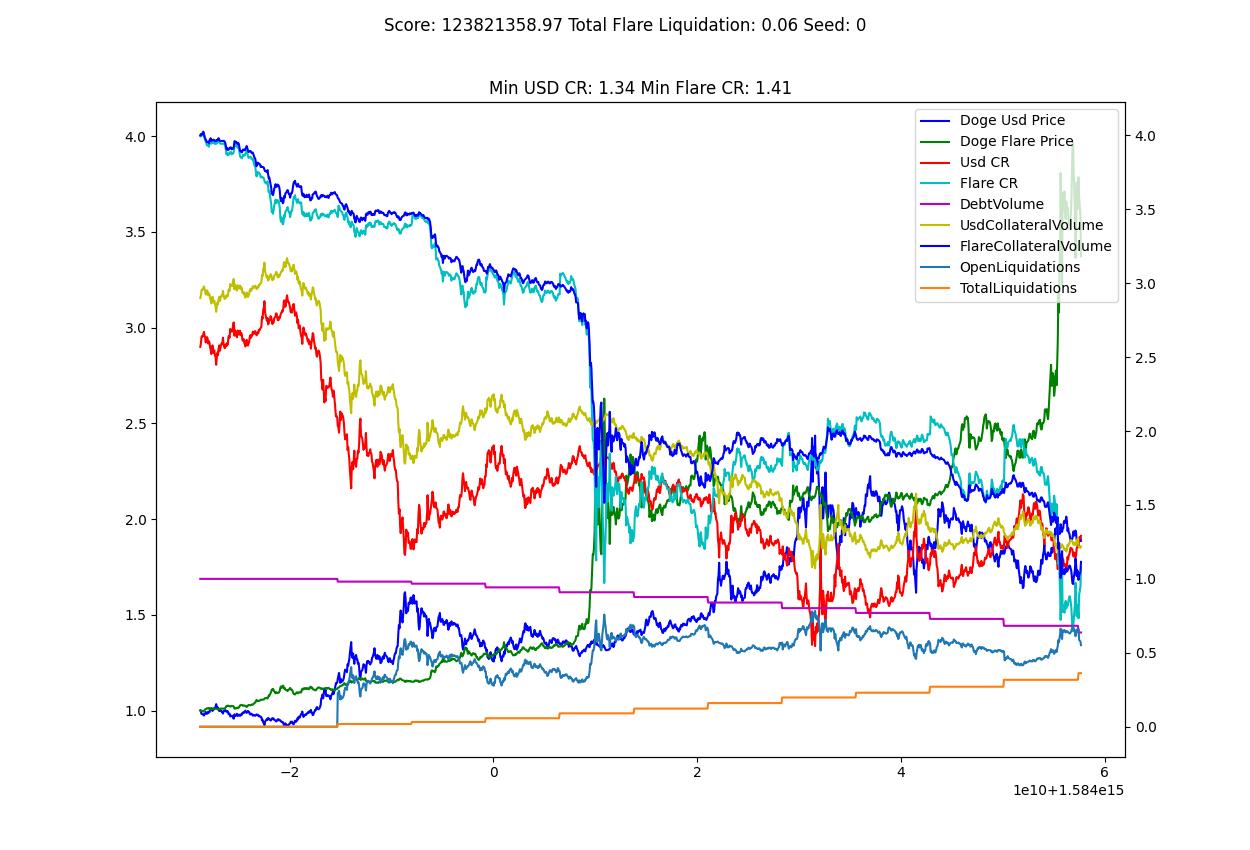 Score: 123821358.97 Total Flare Liquidation: 0.06 Seed: 0
Min USD CR: 1.34 Min Flare CR: 1.41
4.0
3.5
3.0
2.5
2.0
1.5
1.0
Doge Usd Price
Doge Flare Price
Usd CR
Flare CR
DebtVolume
UsdCollateralVolume
FlareCollateralVolume
OpenLiquidations
TotalLiquidations
4.0
3.5
3.0
2.5
2.0
1.5
1.0
0.5
0.0
−2
0
2
4
6
1e10+1.584e15